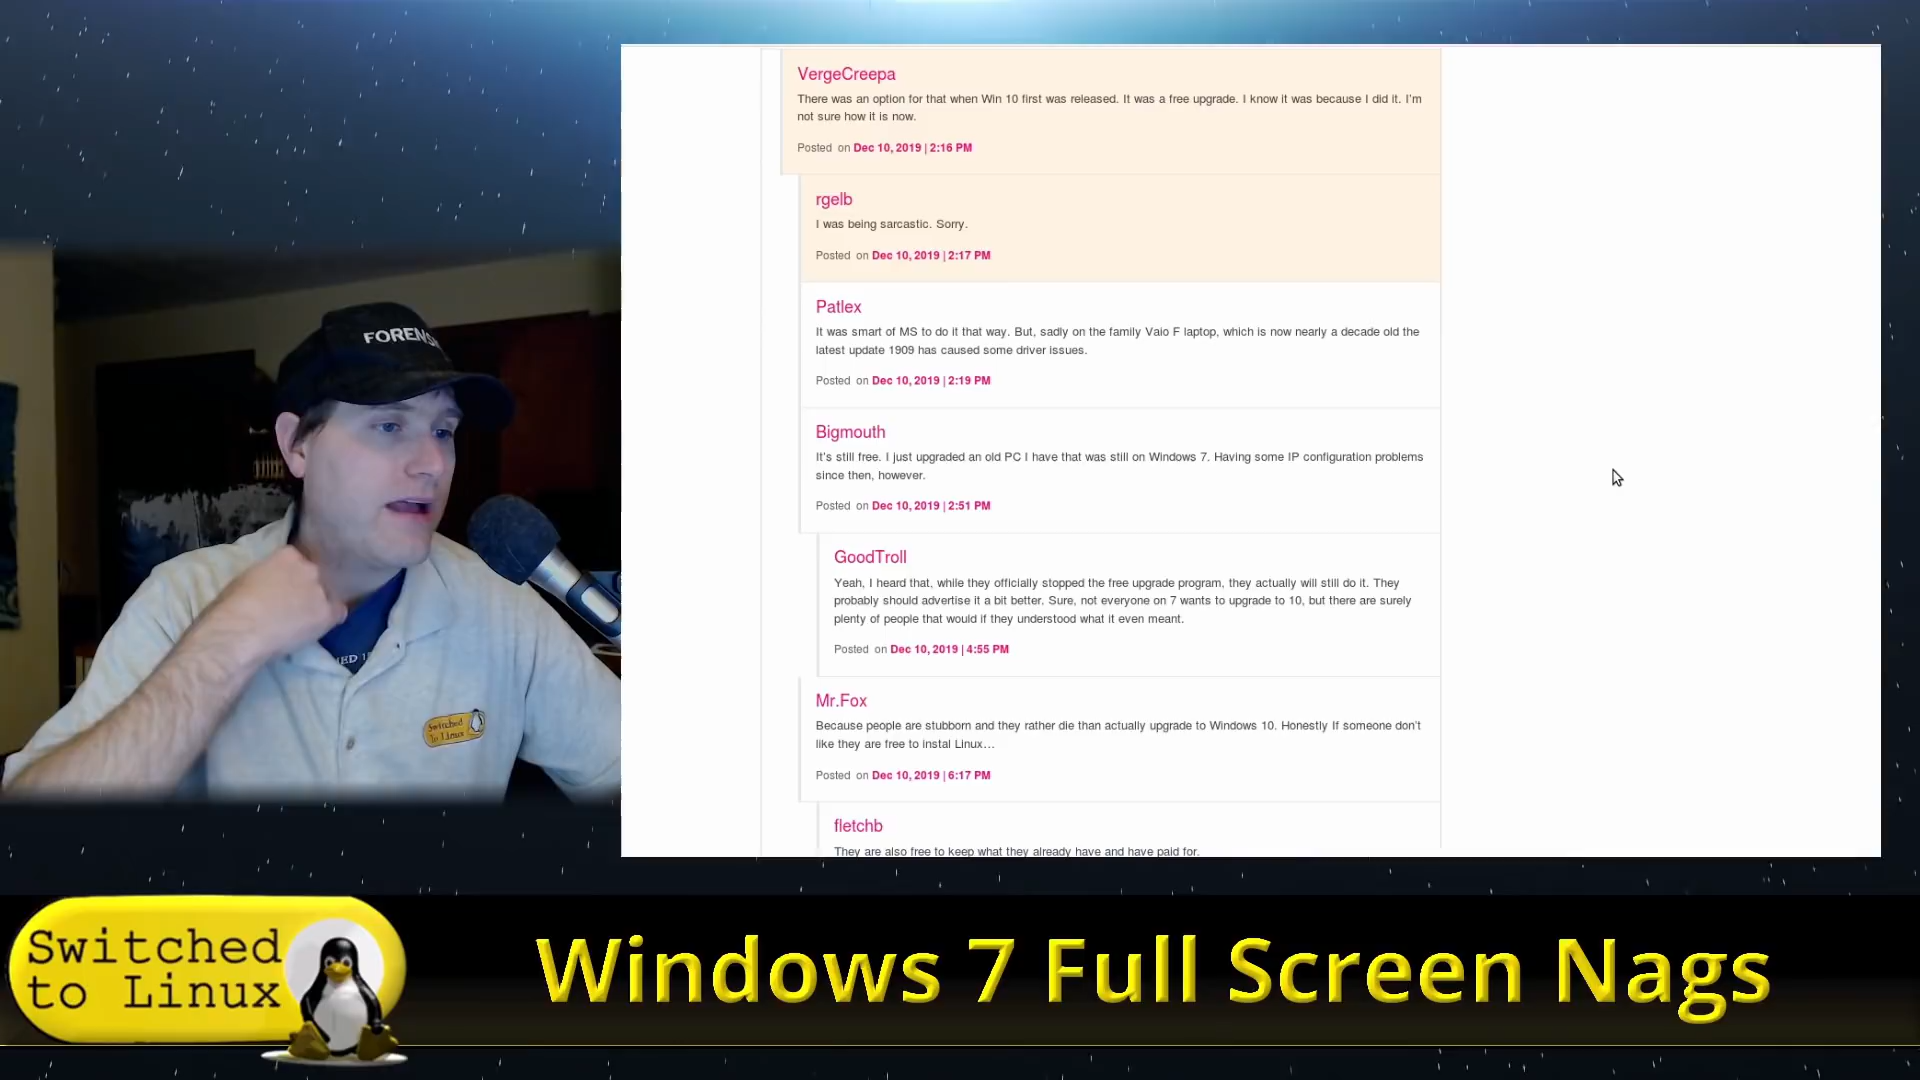 VergeCreepa
There was an option for that when Win 10 first was released. It was a free upgrade. I know it was because I did it. I'm
not sure how it is now.
Posted on Dec 10, 2019 | 2:16 PM
rgelb
I was being sarcastic. Sorry.
Posted on Dec 10, 2019 | 2:17 PM
Patlex
It was smart of MS to do it that way. But, sadly on the family Vaio F laptop, which is now nearly a decade old the
latest update 1909 has caused some driver issues.
Posted on Dec 10, 2019 | 2:19 PM
Bigmouth
It's still free. I just upgraded an old PC I have that was still on Windows 7. Having some IP configuration problems
since then, however.
Posted on Dec 10, 2019 | 2:51 PM
GoodTroll
Yeah, I heard that, while they officially stopped the free upgrade program, they actually will still do it. They
probably should advertise it a bit better. Sure, not everyone on 7 wants to upgrade to 10, but there are surely
plenty of people that would if they understood what it even meant.
Posted on Dec 10, 2019 | 4:55 PM
Mr.Fox
Because people are stubborn and they rather die than actually upgrade to Windows 10. Honestly If someone don't
like they are free to instal Linux...
Posted on Dec 10, 2019 | 6:17 PM
fletchb
They are also free to keep what they already have and have paid for.
FORENS
Switched
To Linux
Switched
to Linux
Windows 7 Full Screen Nags